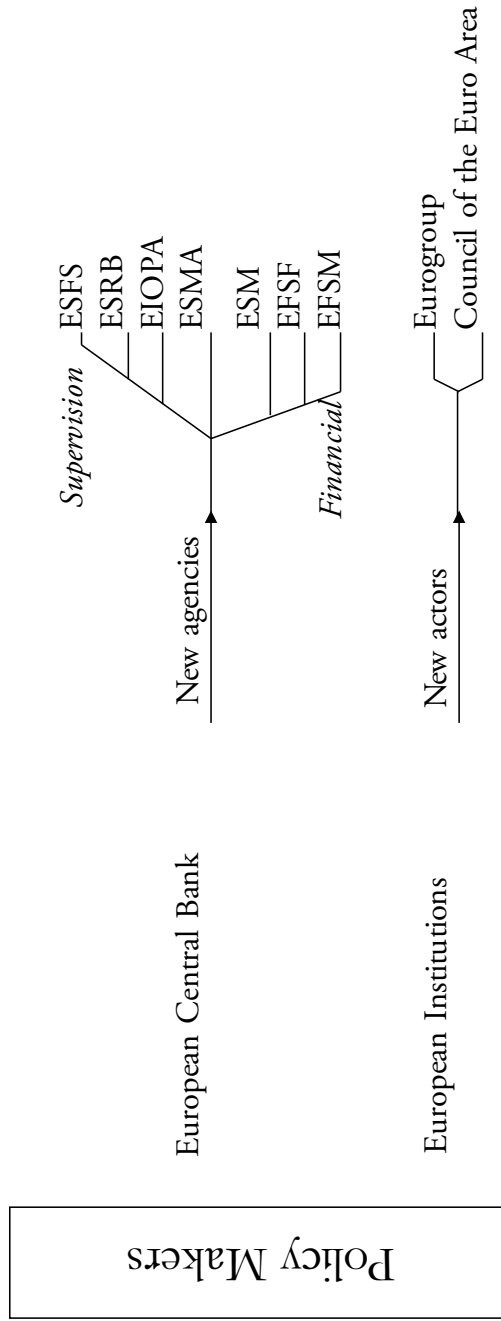 Policy Makers
European Central Bank
New agencies
Supervision
ESFS
ESRB
EIOPA
ESMA
ESM
EFSF
EFSM
Financial
European Institutions
New actors
Eurogroup
Council of the Euro Area